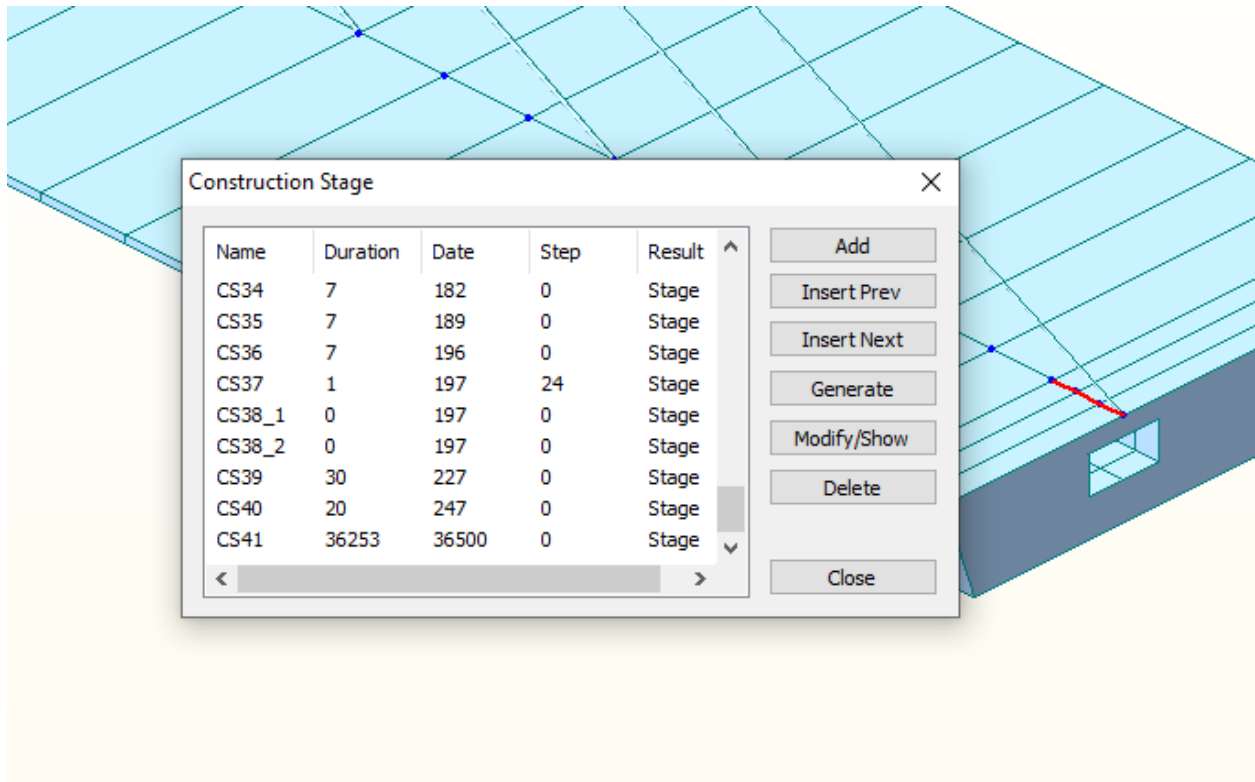 Construction Stage
Name Duration Date Step Result
CS34 7 182 0 Stage
CS35 7 189 0 Stage
CS36 7 196 0 Stage
CS37 1 197 24 Stage
CS38_1 0 197 0 Stage
CS38_2 0 197 0 Stage
CS39 30 227 0 Stage
CS40 20 247 0 Stage
CS41 36253 36500 0 Stage
Add
Insert Prev
Insert Next
Generate
Modify/Show
Delete
Close